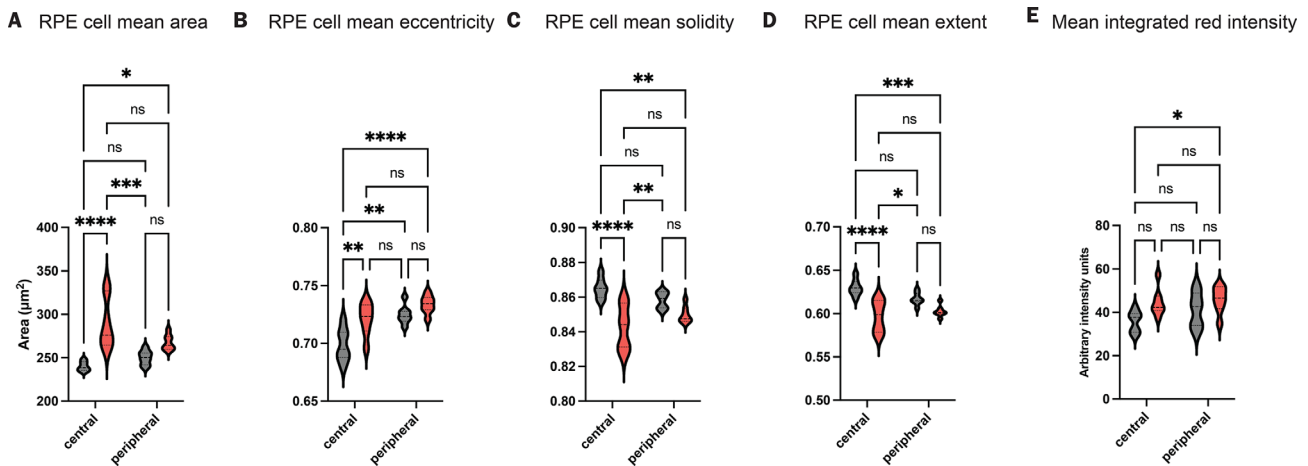 A RPE cell mean area
*
ns
ns
***
****
ns
400
350
300
250
200
Area (µm²)
central
peripheral
B RPE cell mean eccentricity
****
ns
**
**
ns
ns
0.80
0.75
0.70
0.65
central
peripheral
C RPE cell mean solidity
**
ns
ns
**
****
ns
0.90
0.88
0.86
0.84
0.82
0.80
central
peripheral
D RPE cell mean extent
***
ns
ns
*
****
ns
0.70
0.65
0.60
0.55
0.50
central
peripheral
E Mean integrated red intensity
*
ns
ns
ns
ns
ns
80
60
40
20
0
Arbitrary intensity units
central
peripheral